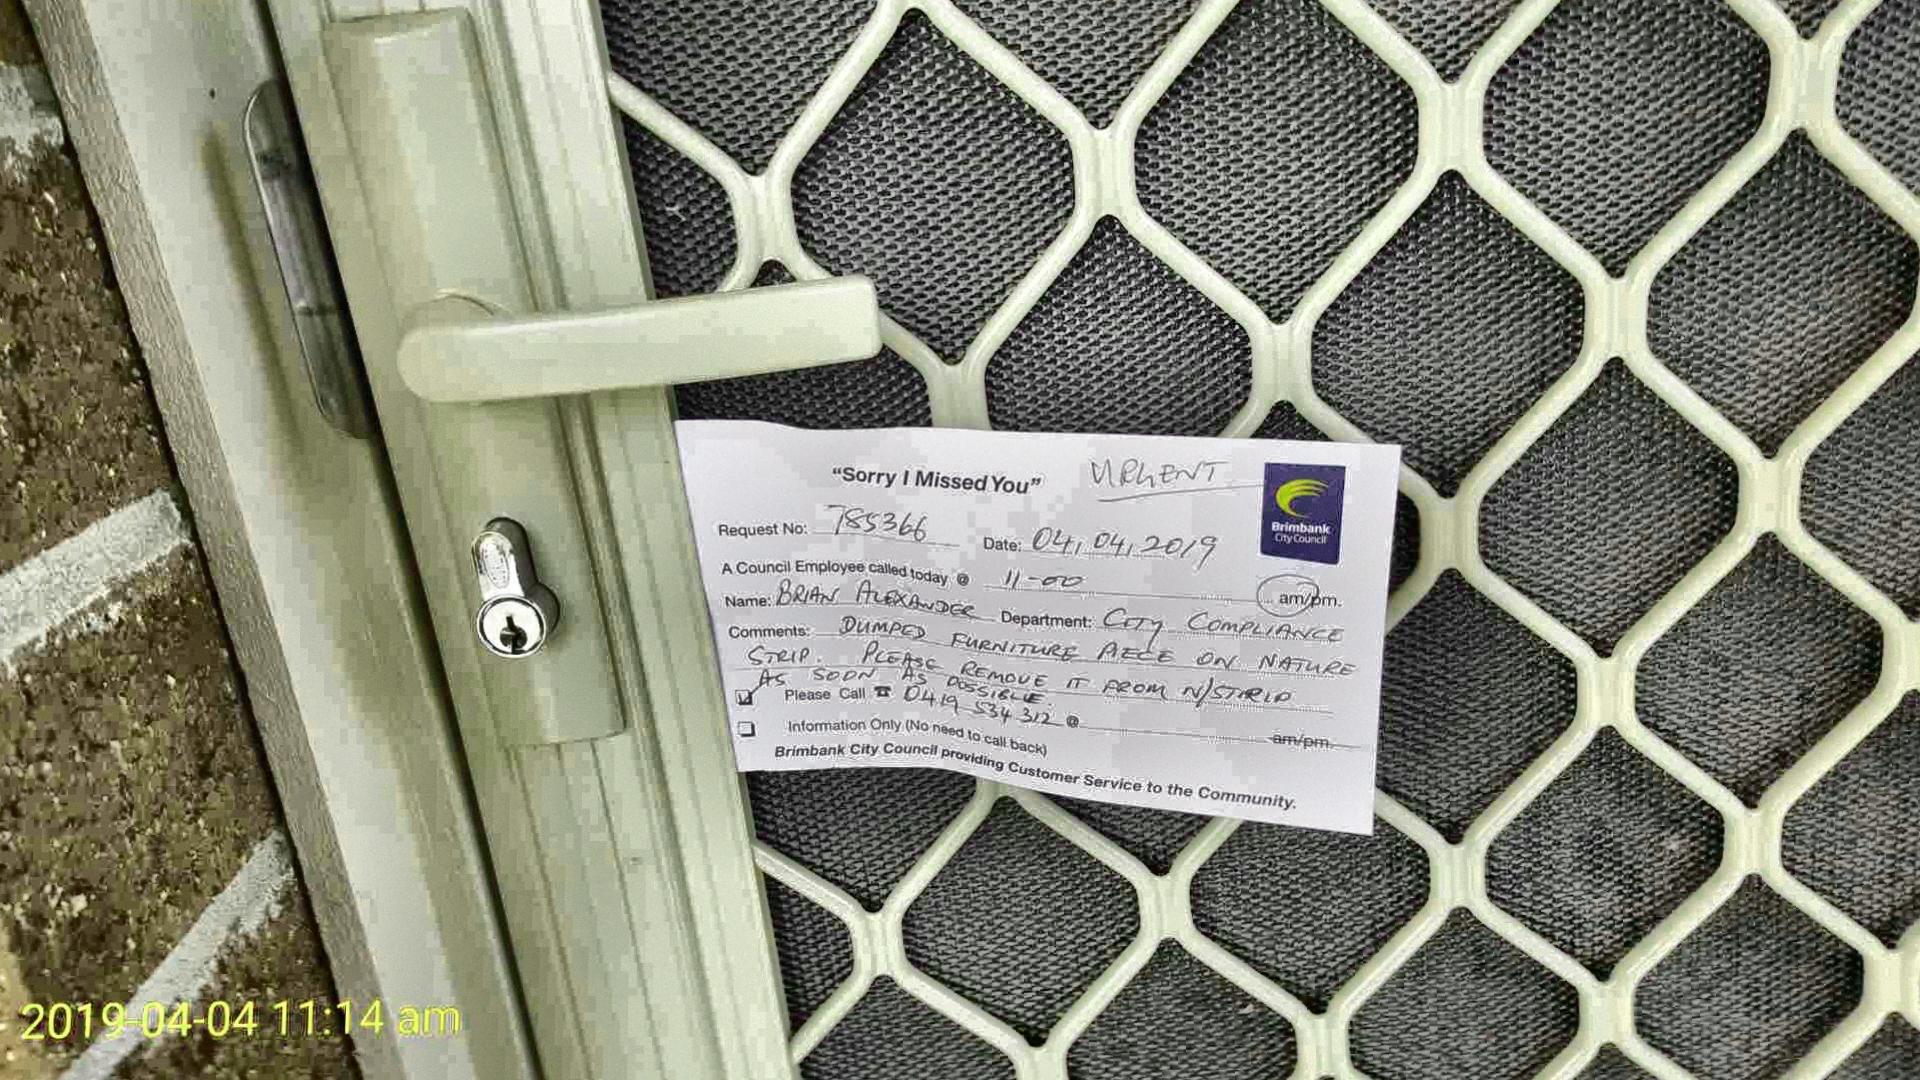 "Sorry I Missed You" URGENT
Brimbank
City Council
Request No: 785366 Date: 04,04,2019
A Council Employee called today @ 11-00 am/pm.
Name: BRIAN ALEXANDER Department: CITY COMPLIANCE
Comments: DUMPED FURNITURE PIECE ON NATURE
STRIP. PLEASE REMOVE IT FROM N/STRIP
AS SOON AS POSSIBLE.
Please Call ☎ 0419 534 312 @ am/pm.
Information Only (No need to call back)
Brimbank City Council providing Customer Service to the Community.
2019-04-04 11:14 am